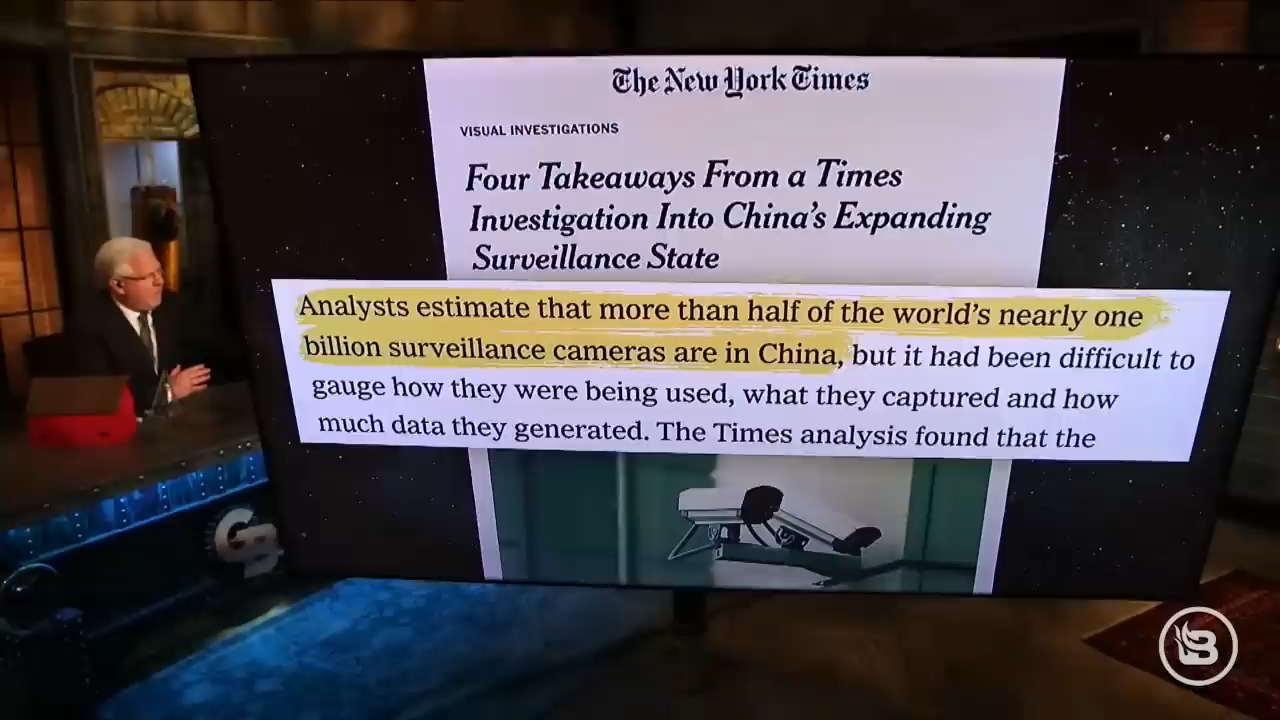 The New York Times
VISUAL INVESTIGATIONS
Four Takeaways From a Times
Investigation Into China's Expanding
Surveillance State
Analysts estimate that more than half of the world's nearly one
billion surveillance cameras are in China, but it had been difficult to
gauge how they were being used, what they captured and how
much data they generated. The Times analysis found that the
GB
B